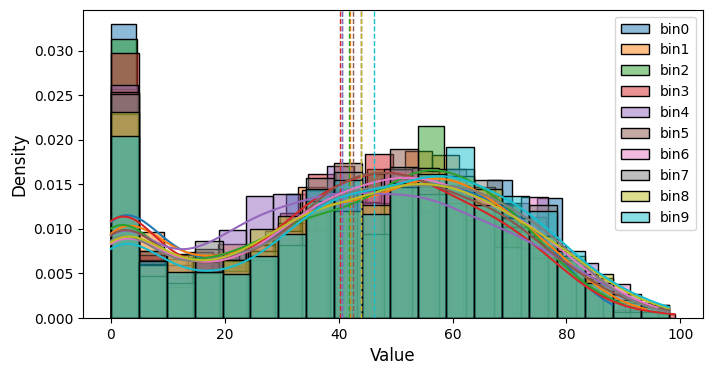 0.030
0.025
0.020
0.015
0.010
0.005
0.000
Density
0 20 40 60 80 100
Value
bin0
bin1
bin2
bin3
bin4
bin5
bin6
bin7
bin8
bin9